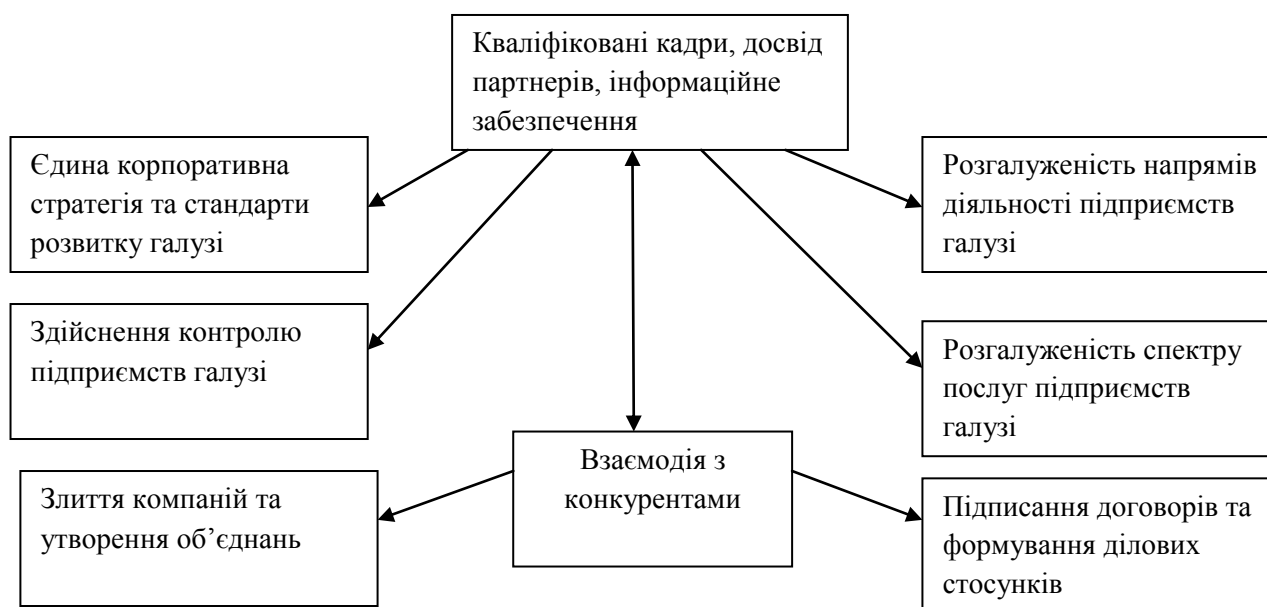 Кваліфіковані кадри, досвід
партнерів, інформаційне
забезпечення
Єдина корпоративна
стратегія та стандарти
розвитку галузі
Розгалуженість напрямів
діяльності підприємств
галузі
Здійснення контролю
підприємств галузі
Розгалуженість спектру
послуг підприємств
галузі
Взаємодія з
конкурентами
Злиття компаній та
утворення об’єднань
Підписання договорів та
формування ділових
стосунків